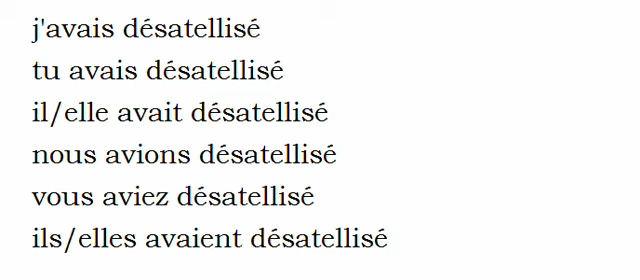 j'avais désatellisé
tu avais désatellisé
il/elle avait désatellisé
nous avions désatellisé
vous aviez désatellisé
ils/elles avaient désatellisé